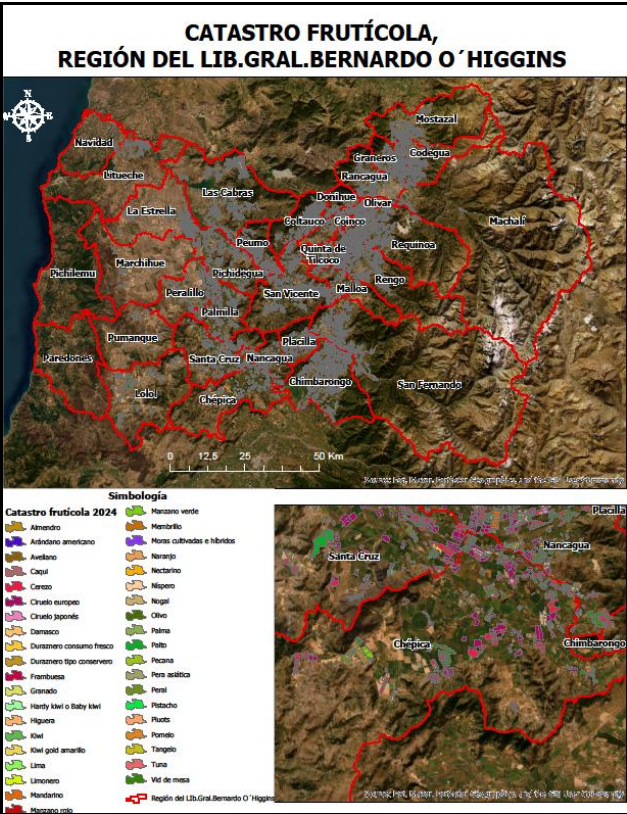 CATASTRO FRUTÍCOLA,
REGIÓN DEL LIB.GRAL.BERNARDO O´HIGGINS
N
E
S
Mostazal
Navidad
Codegua
Graneros
Litueche
Rancagua
Las Cabras
Donihue
Olivar
La Estrella
Coltauco
Coinco
Machalí
Peumo
Requinoa
Quinta de
Tilcoco
Marchihue
Pichilemu
Pichidegua
Rengo
Peralillo
San Vicente
Malloa
Palmilla
Pumanque
Placilla
Paredones
Santa Cruz
Nancagua
Chimbarongo
San Fernando
Lolol
Chépica
0 12.5 25 50 Km
Simbología
Catastro frutícola 2024
Almendro
Arándano americano
Avellano
Caqui
Cerezo
Ciruelo europeo
Ciruelo japonés
Damasco
Duraznero consumo fresco
Duraznero tipo conservero
Frambuesa
Granado
Hardy kiwi o Baby kiwi
Higuera
Kiwi
Kiwi gold amarillo
Lima
Limonero
Mandarino
Manzano rojo
Manzano verde
Membrillo
Moras cultivados e híbridos
Naranjo
Nectarino
Níspero
Nogal
Olivo
Palma
Palto
Pecana
Pera asiática
Peral
Pistacho
Pluots
Pomelo
Tangelo
Tuna
Vid de mesa
Región del Lib.Gral.Bernardo O´Higgins
Placilla
Santa Cruz
Nancagua
Chépica
Chimbarongo